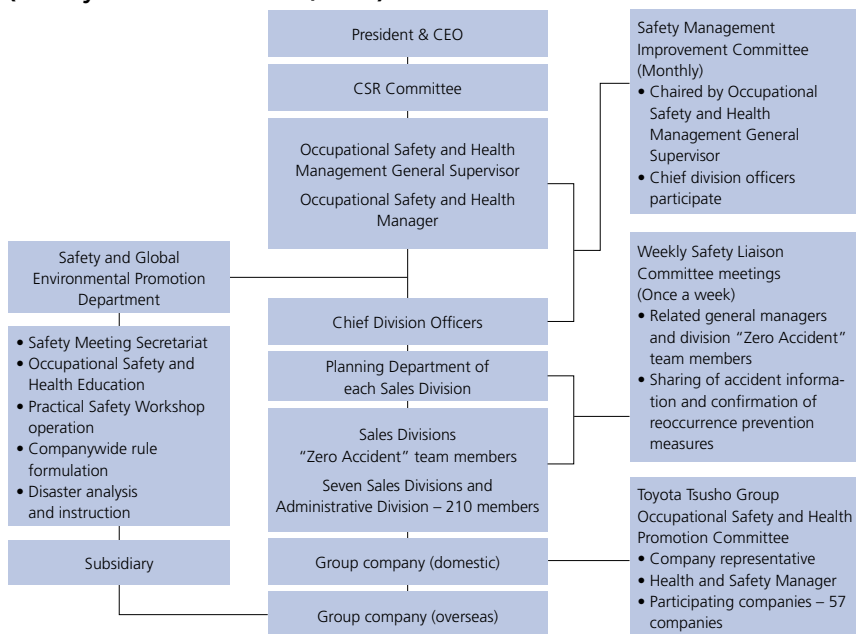 President & CEO
CSR Committee
Occupational Safety and Health
Management General Supervisor
Occupational Safety and Health
Manager
Safety and Global
Environmental Promotion
Department
• Safety Meeting Secretariat
• Occupational Safety and
Health Education
• Practical Safety Workshop
operation
• Companywide rule
formulation
• Disaster analysis
and instruction
Subsidiary
Chief Division Officers
Planning Department of
each Sales Division
Sales Divisions
"Zero Accident" team members
Seven Sales Divisions and
Administrative Division – 210 members
Group company (domestic)
Group company (overseas)
Safety Management
Improvement Committee
(Monthly)
• Chaired by Occupational
Safety and Health
Management General
Supervisor
• Chief division officers
participate
Weekly Safety Liaison
Committee meetings
(Once a week)
• Related general managers
and division "Zero Accident"
team members
• Sharing of accident informa-
tion and confirmation of
reoccurrence prevention
measures
Toyota Tsusho Group
Occupational Safety and Health
Promotion Committee
• Company representative
• Health and Safety Manager
• Participating companies – 57
companies